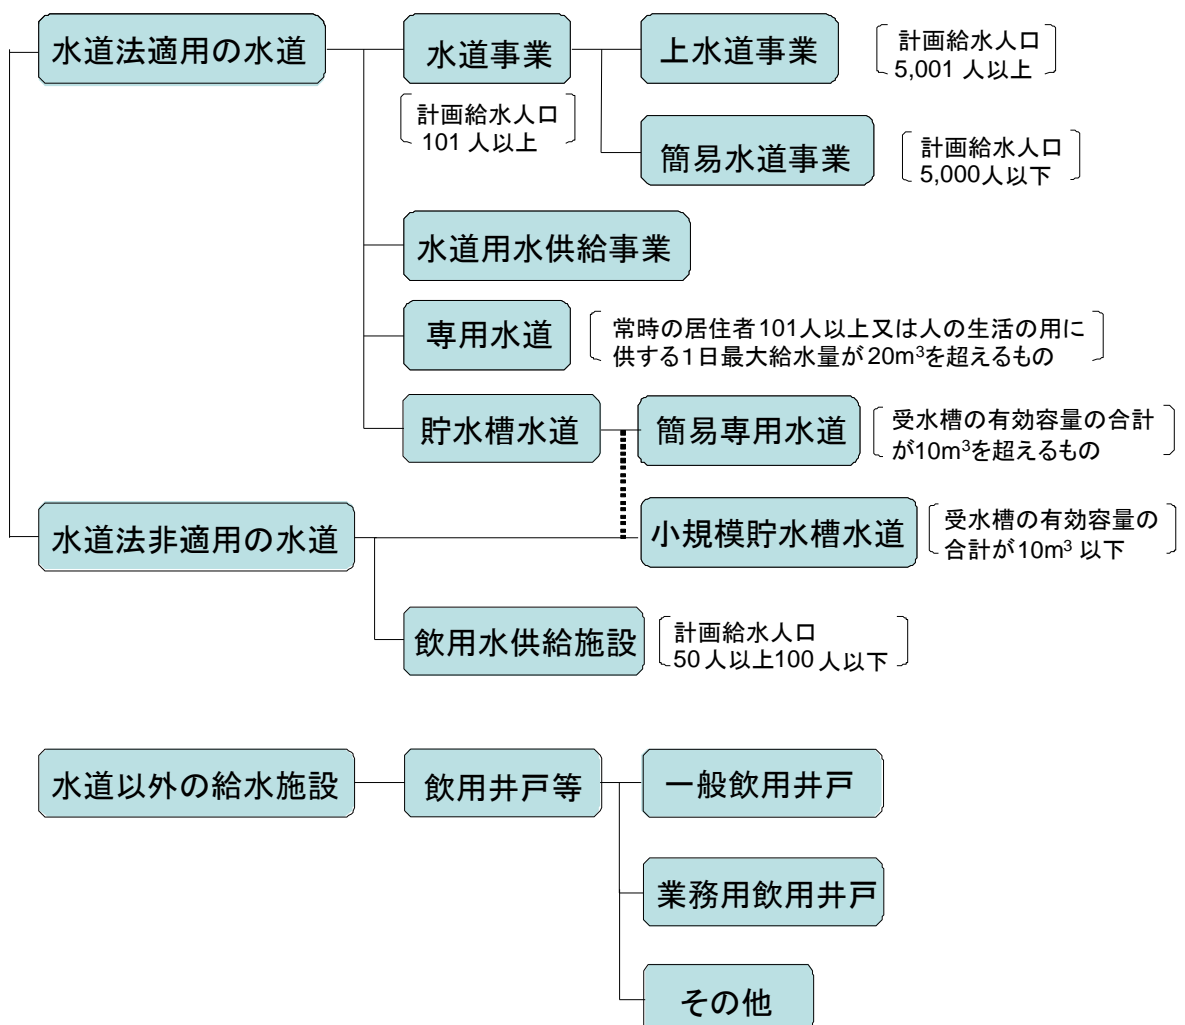 水道法適用の水道
水道事業
計画給水人口
101 人以上
上水道事業
計画給水人口
5,001 人以上
簡易水道事業
計画給水人口
5,000人以下
水道用水供給事業
専用水道
常時の居住者101人以上又は人の生活の用に
供する1日最大給水量が20m³を超えるもの
貯水槽水道
簡易専用水道
受水槽の有効容量の合計
が10m³を超えるもの
水道法非適用の水道
小規模貯水槽水道
受水槽の有効容量の
合計が10m³ 以下
飲用水供給施設
計画給水人口
50人以上100人以下
水道以外の給水施設
飲用井戸等
一般飲用井戸
業務用飲用井戸
その他